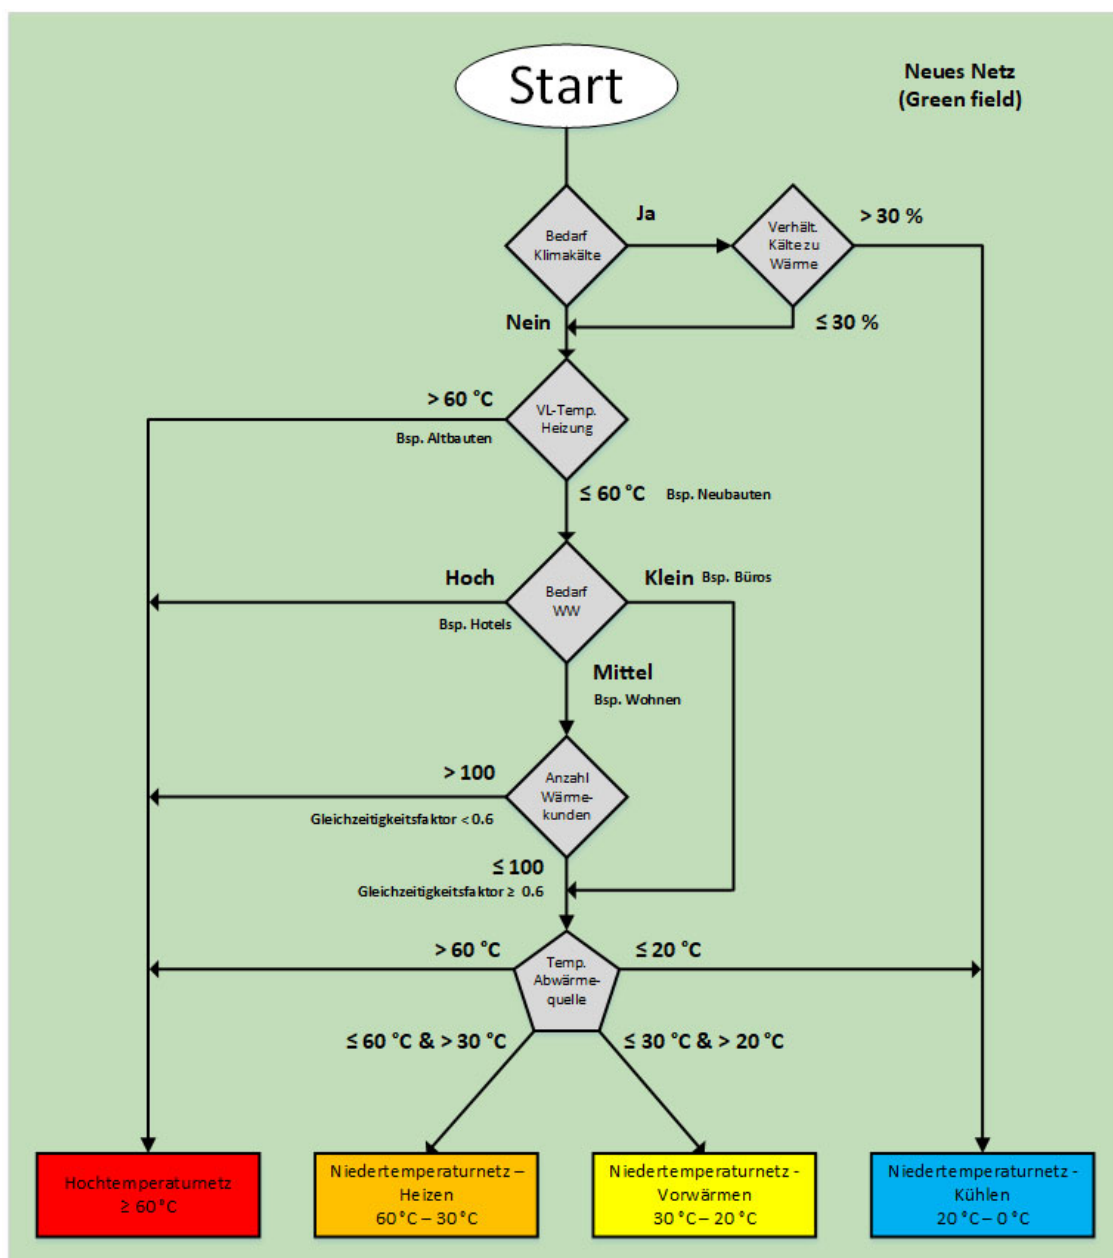 Start
Neues Netz
(Green field)
Bedarf
Klimakälte
Ja
Verhält.
Kälte zu
Wärme
> 30 %
Nein
≤ 30 %
> 60 °C
Bsp. Altbauten
VL-Temp.
Heizung
≤ 60 °C
Bsp. Neubauten
Hoch
Bsp. Hotels
Bedarf
WW
Klein
Bsp. Büros
Mittel
Bsp. Wohnen
> 100
Gleichzeitigkeitsfaktor < 0.6
Anzahl
Wärme-
kunden
≤ 100
Gleichzeitigkeitsfaktor ≥ 0.6
> 60 °C
Temp.
Abwärme-
quelle
≤ 20 °C
≤ 60 °C & > 30 °C
≤ 30 °C & > 20 °C
Hochtemperaturnetz
≥ 60 °C
Niedertemperaturnetz –
Heizen
60 °C – 30 °C
Niedertemperaturnetz -
Vorwärmen
30 °C – 20 °C
Niedertemperaturnetz -
Kühlen
20 °C – 0 °C